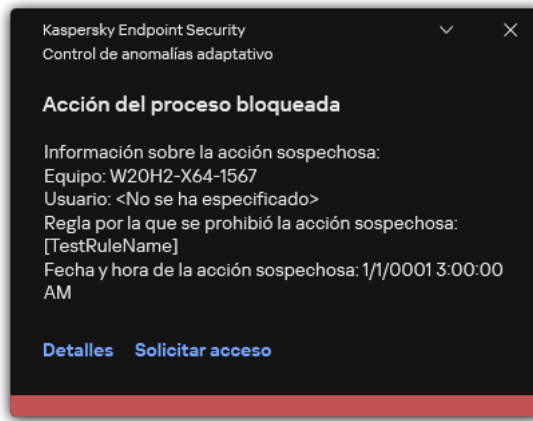 Kaspersky Endpoint Security
Control de anomalías adaptativo
Acción del proceso bloqueada
Información sobre la acción sospechosa:
Equipo: W20H2-X64-1567
Usuario: <No se ha especificado>
Regla por la que se prohibió la acción sospechosa:
[TestRuleName]
Fecha y hora de la acción sospechosa: 1/1/0001 3:00:00
AM
Detalles Solicitar acceso